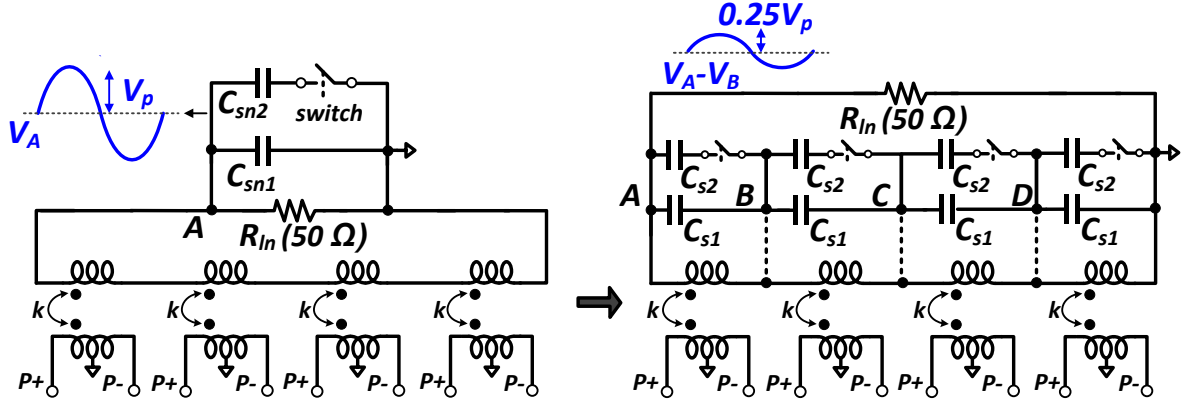 V_p
V_A
C_sn2
switch
C_sn1
A
R_ln (50 Ω)
k
k
k
k
P+
P-
P+
P-
P+
P-
P+
P-
0.25V_p
V_A-V_B
R_ln (50 Ω)
C_s2
C_s2
C_s2
C_s2
A
B
C
D
C_s1
C_s1
C_s1
C_s1
k
k
k
k
P+
P-
P+
P-
P+
P-
P+
P-